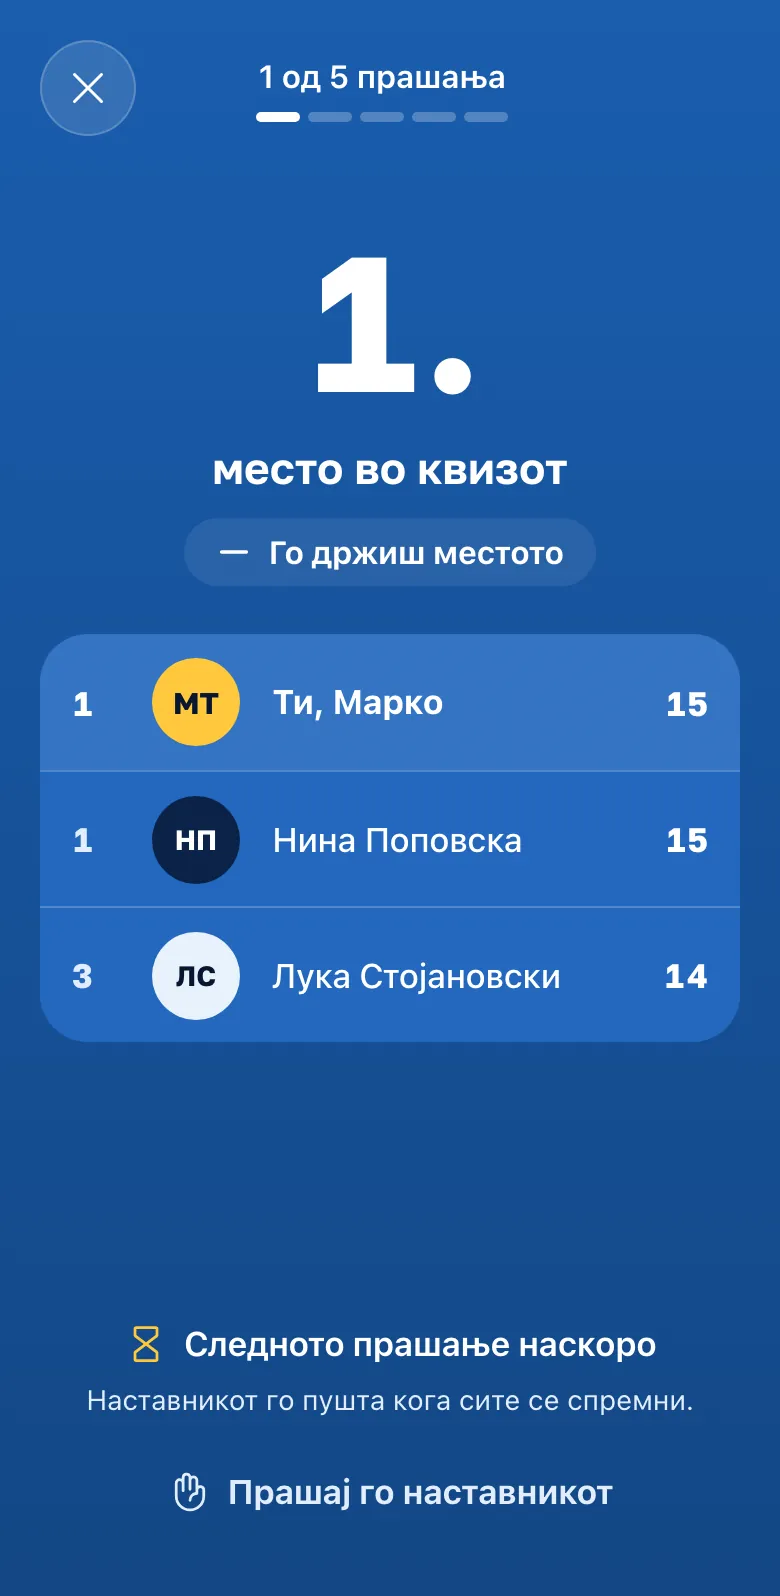 1 од 5 прашања
1.
место во квизот
Го држиш местото
1 МТ Ти, Марко 15
1 НП Нина Поповска 15
3 ЛС Лука Стојановски 14
Следното прашање наскоро
Наставникот го пушта кога сите се спремни.
Прашај го наставникот